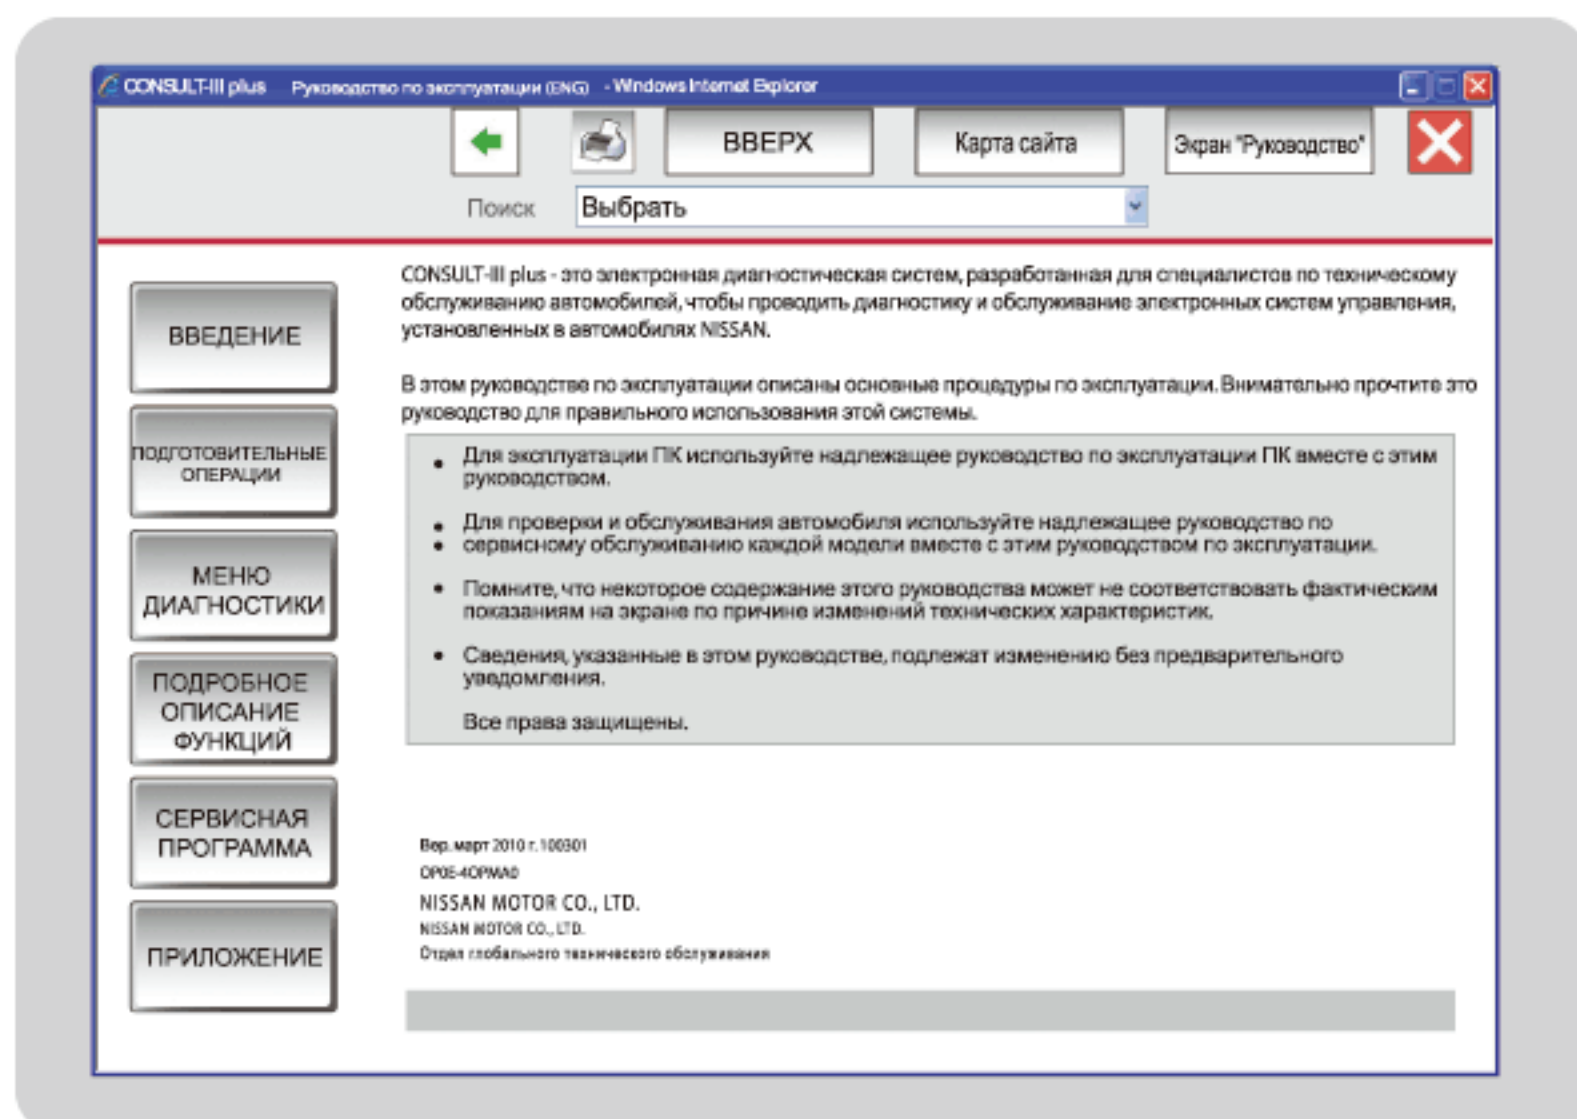 CONSULT-III plus Руководство по эксплуатации (ENG) - Windows Internet Explorer
ВВЕРХ Карта сайта Экран "Руководство"
Поиск Выбрать
ВВЕДЕНИЕ
ПОДГОТОВИТЕЛЬНЫЕ
ОПЕРАЦИИ
МЕНЮ
ДИАГНОСТИКИ
ПОДРОБНОЕ
ОПИСАНИЕ
ФУНКЦИЙ
СЕРВИСНАЯ
ПРОГРАММА
ПРИЛОЖЕНИЕ
CONSULT-III plus - это электронная диагностическая систем, разработанная для специалистов по техническому
обслуживанию автомобилей, чтобы проводить диагностику и обслуживание электронных систем управления,
установленных в автомобилях NISSAN.
В этом руководстве по эксплуатации описаны основные процедуры по эксплуатации. Внимательно прочтите это
руководство для правильного использования этой системы.
• Для эксплуатации ПК используйте надлежащее руководство по эксплуатации ПК вместе с этим
руководством.
• Для проверки и обслуживания автомобиля используйте надлежащее руководство по
• сервисному обслуживанию каждой модели вместе с этим руководством по эксплуатации.
• Помните, что некоторое содержание этого руководства может не соответствовать фактическим
показаниям на экране по причине изменений технических характеристик.
• Сведения, указанные в этом руководстве, подлежат изменению без предварительного
уведомления.
Все права защищены.
Вер. март 2010 г. 100301
OP0E-4OPMA0
NISSAN MOTOR CO., LTD.
NISSAN MOTOR CO., LTD.
Отдел глобального технического обслуживания